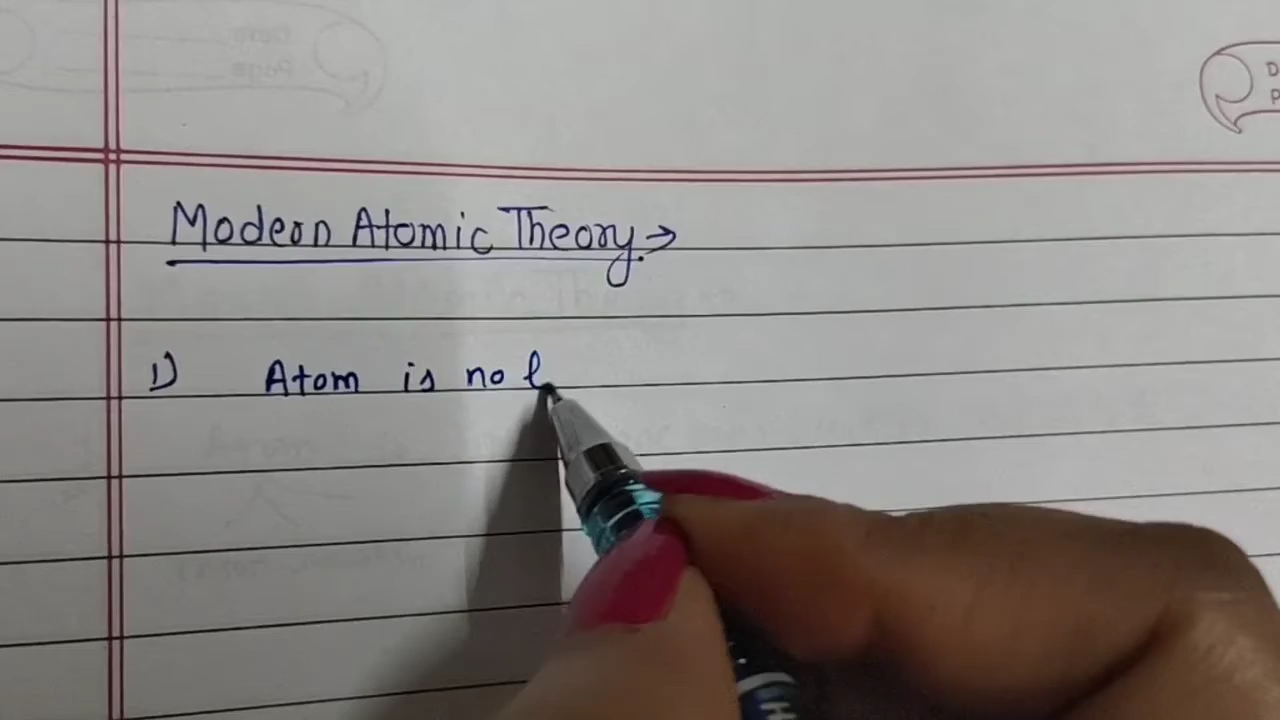 Modern Atomic Theory →
1) Atom is no l